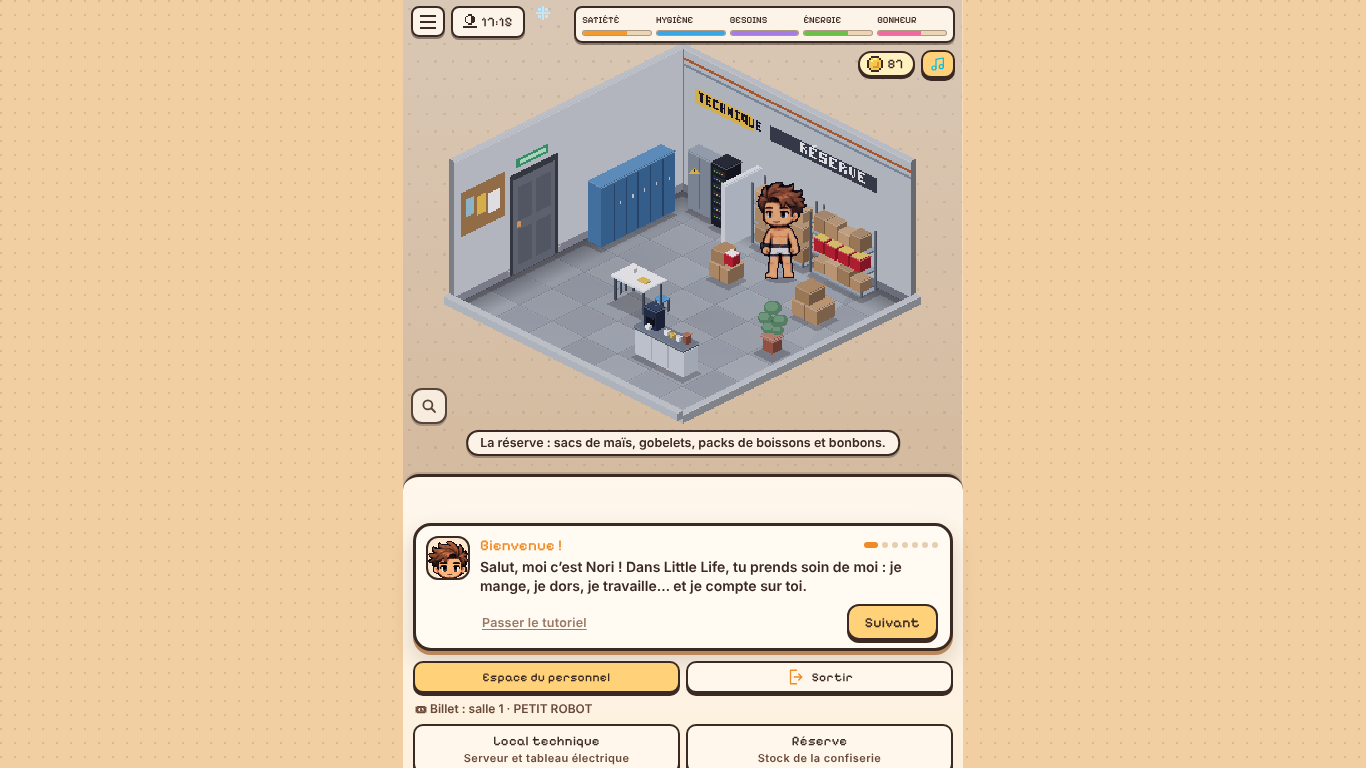 17:18
SATIÉTÉ
HYGIÈNE
BESOINS
ÉNERGIE
BONHEUR
87
TECHNIQUE
RÉSERVE
La réserve : sacs de maïs, gobelets, packs de boissons et bonbons.
Bienvenue !
Salut, moi c’est Nori ! Dans Little Life, tu prends soin de moi : je
mange, je dors, je travaille… et je compte sur toi.
Passer le tutoriel
Suivant
Espace du personnel
Sortir
Billet : salle 1 · PETIT ROBOT
Local technique
Serveur et tableau électrique
Réserve
Stock de la confiserie